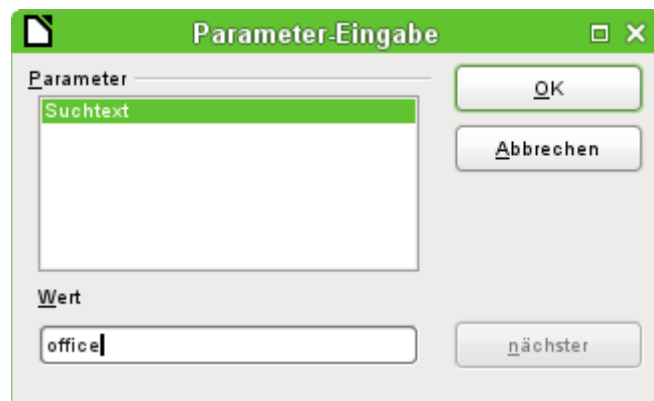 Parameter-Eingabe
Parameter
Suchtext
OK
Abbrechen
Wert
office
nächster